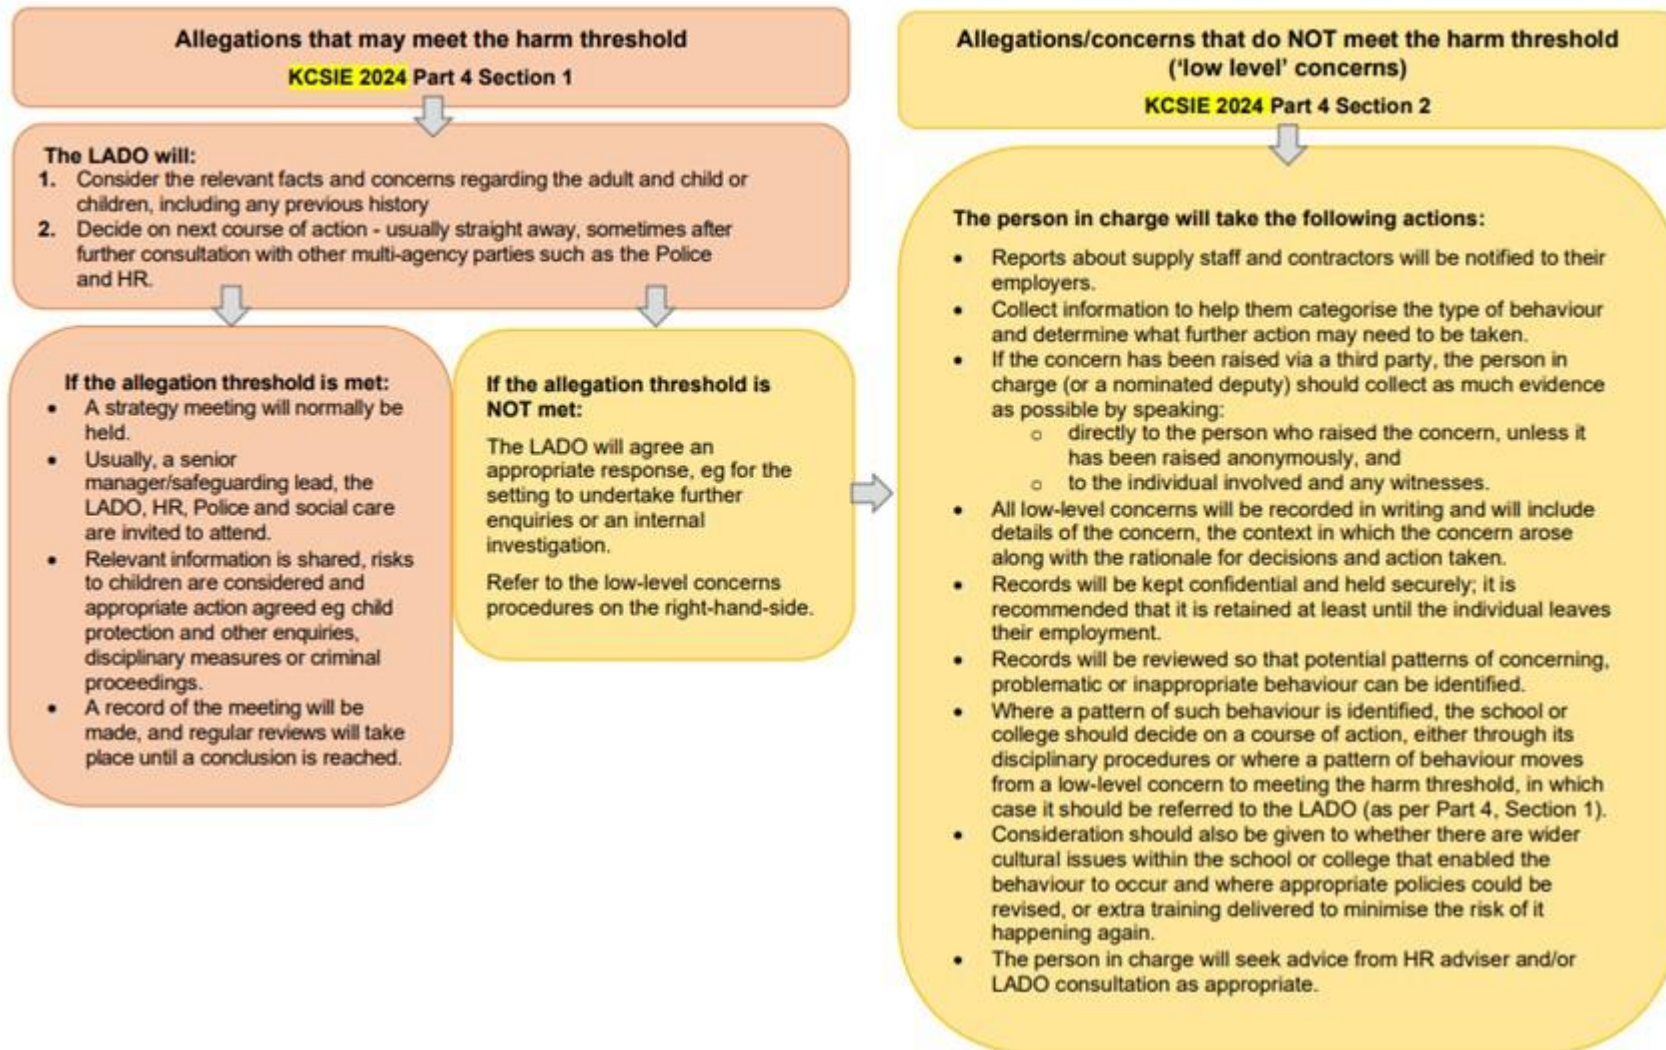 Allegations that may meet the harm threshold
KCSIE 2024 Part 4 Section 1
The LADO will:
1. Consider the relevant facts and concerns regarding the adult and child or
children, including any previous history
2. Decide on next course of action - usually straight away, sometimes after
further consultation with other multi-agency parties such as the Police
and HR.
If the allegation threshold is met:
• A strategy meeting will normally be
held.
• Usually, a senior
manager/safeguarding lead, the
LADO, HR, Police and social care
are invited to attend.
• Relevant information is shared, risks
to children are considered and
appropriate action agreed eg child
protection and other enquiries,
disciplinary measures or criminal
proceedings.
• A record of the meeting will be
made, and regular reviews will take
place until a conclusion is reached.
If the allegation threshold is
NOT met:
The LADO will agree an
appropriate response, eg for the
setting to undertake further
enquiries or an internal
investigation.
Refer to the low-level concerns
procedures on the right-hand-side.
Allegations/concerns that do NOT meet the harm threshold
(‘low level’ concerns)
KCSIE 2024 Part 4 Section 2
The person in charge will take the following actions:
• Reports about supply staff and contractors will be notified to their
employers.
• Collect information to help them categorise the type of behaviour
and determine what further action may need to be taken.
• If the concern has been raised via a third party, the person in
charge (or a nominated deputy) should collect as much evidence
as possible by speaking:
o directly to the person who raised the concern, unless it
has been raised anonymously, and
o to the individual involved and any witnesses.
• All low-level concerns will be recorded in writing and will include
details of the concern, the context in which the concern arose
along with the rationale for decisions and action taken.
• Records will be kept confidential and held securely; it is
recommended that it is retained at least until the individual leaves
their employment.
• Records will be reviewed so that potential patterns of concerning,
problematic or inappropriate behaviour can be identified.
• Where a pattern of such behaviour is identified, the school or
college should decide on a course of action, either through its
disciplinary procedures or where a pattern of behaviour moves
from a low-level concern to meeting the harm threshold, in which
case it should be referred to the LADO (as per Part 4, Section 1).
• Consideration should also be given to whether there are wider
cultural issues within the school or college that enabled the
behaviour to occur and where appropriate policies could be
revised, or extra training delivered to minimise the risk of it
happening again.
• The person in charge will seek advice from HR adviser and/or
LADO consultation as appropriate.